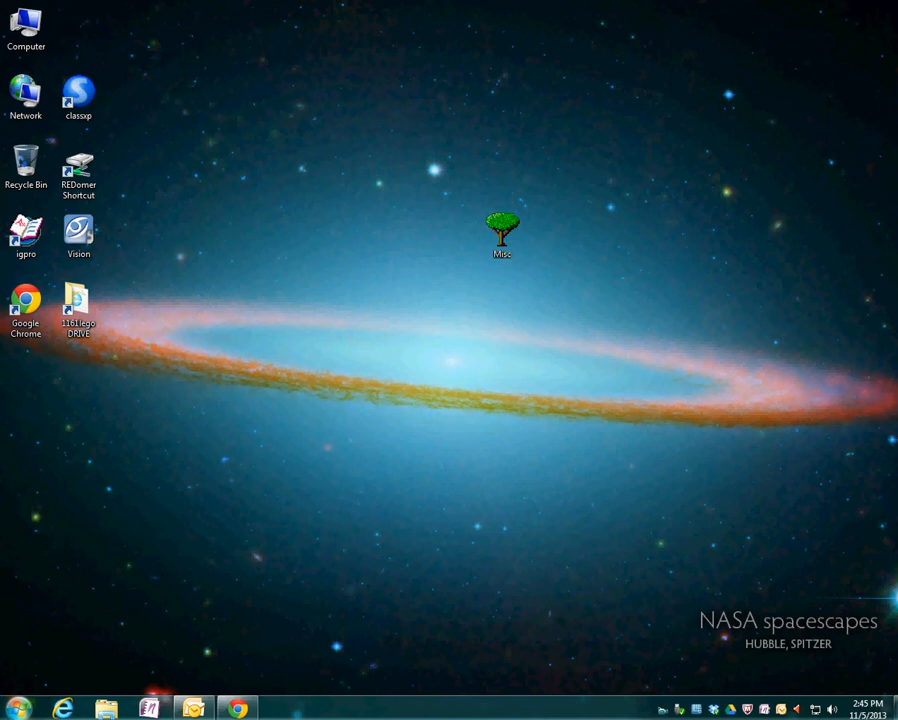 Computer
Network
classxp
Recycle Bin
REDomer
Shortcut
igpro
Vision
Google
Chrome
1161lego
DRIVE
Misc
NASA spacescapes
HUBBLE, SPITZER
2:45 PM
11/5/2013